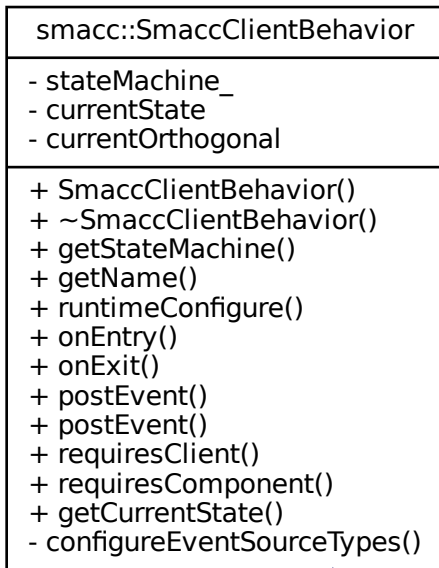 smacc::SmaccClientBehavior
- stateMachine_
- currentState
- currentOrthogonal
+ SmaccClientBehavior()
+ ~SmaccClientBehavior()
+ getStateMachine()
+ getName()
+ runtimeConfigure()
+ onEntry()
+ onExit()
+ postEvent()
+ postEvent()
+ requiresClient()
+ requiresComponent()
+ getCurrentState()
- configureEventSourceTypes()